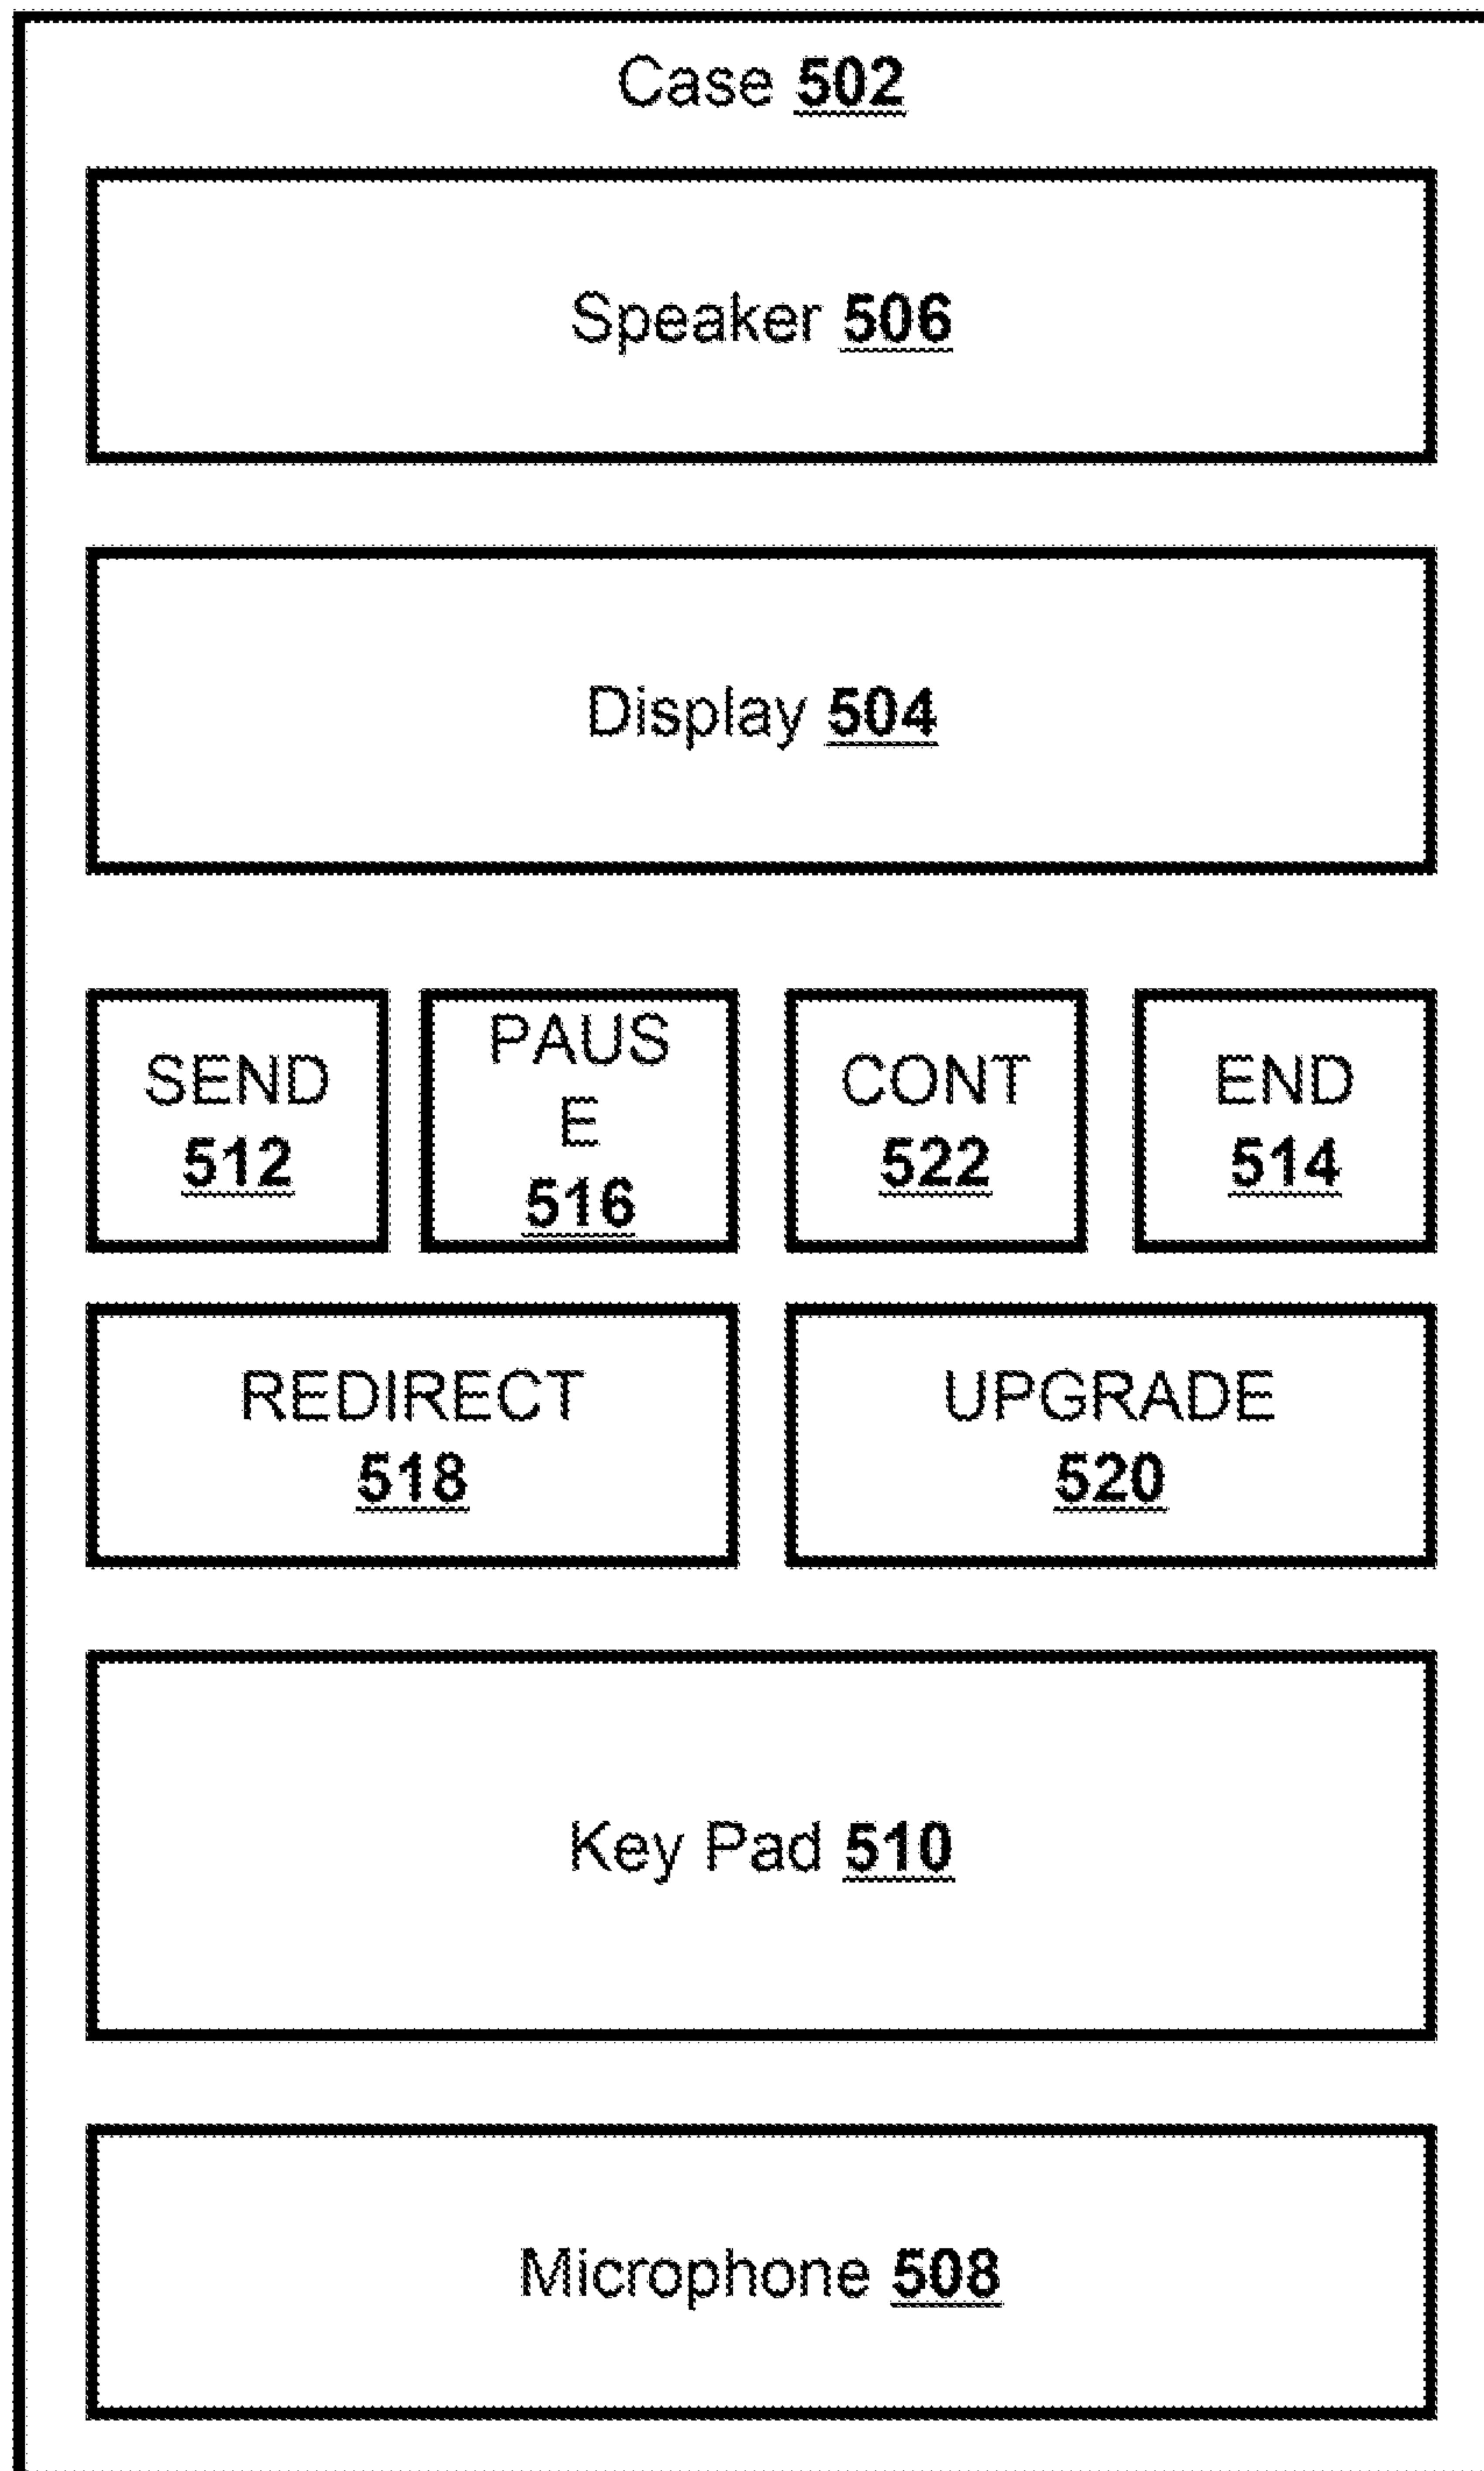 Case 502
Speaker 506
Display 504
SEND
512
PAUS
E
516
CONT
522
END
514
REDIRECT
518
UPGRADE
520
Key Pad 510
Microphone 508